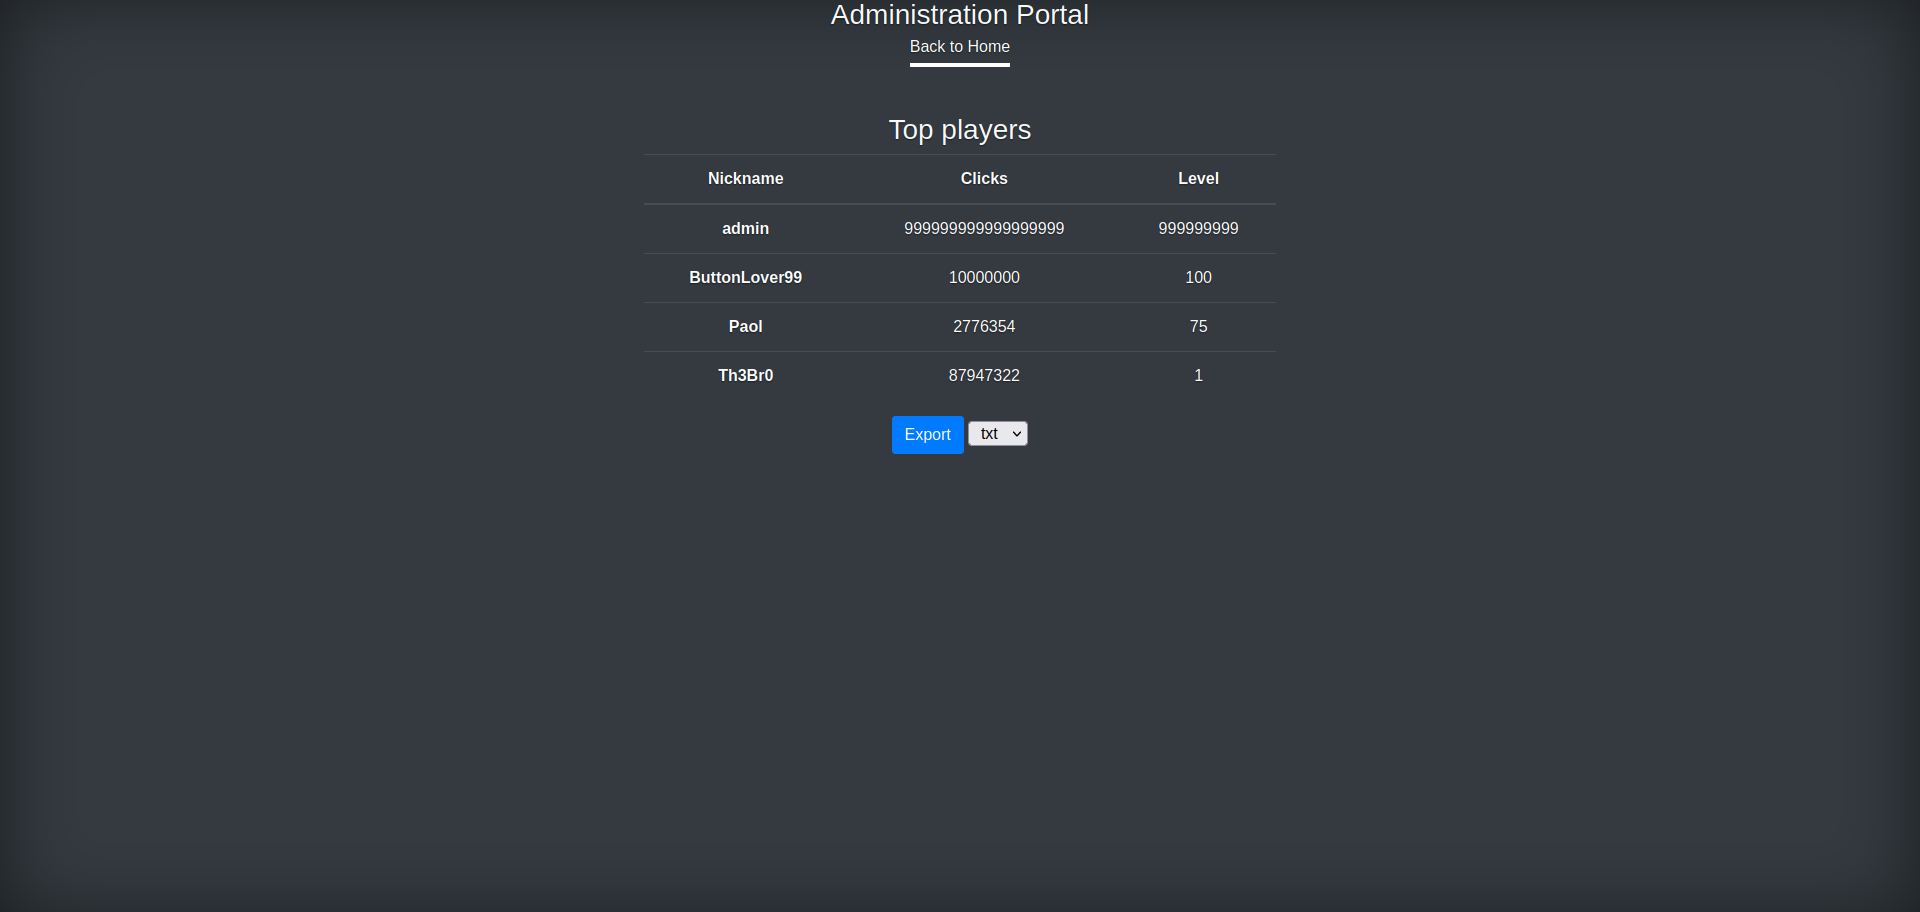 Administration Portal
Back to Home
Top players
Nickname Clicks Level
admin 999999999999999999 999999999
ButtonLover99 10000000 100
Paol 2776354 75
Th3Br0 87947322 1
Export txt